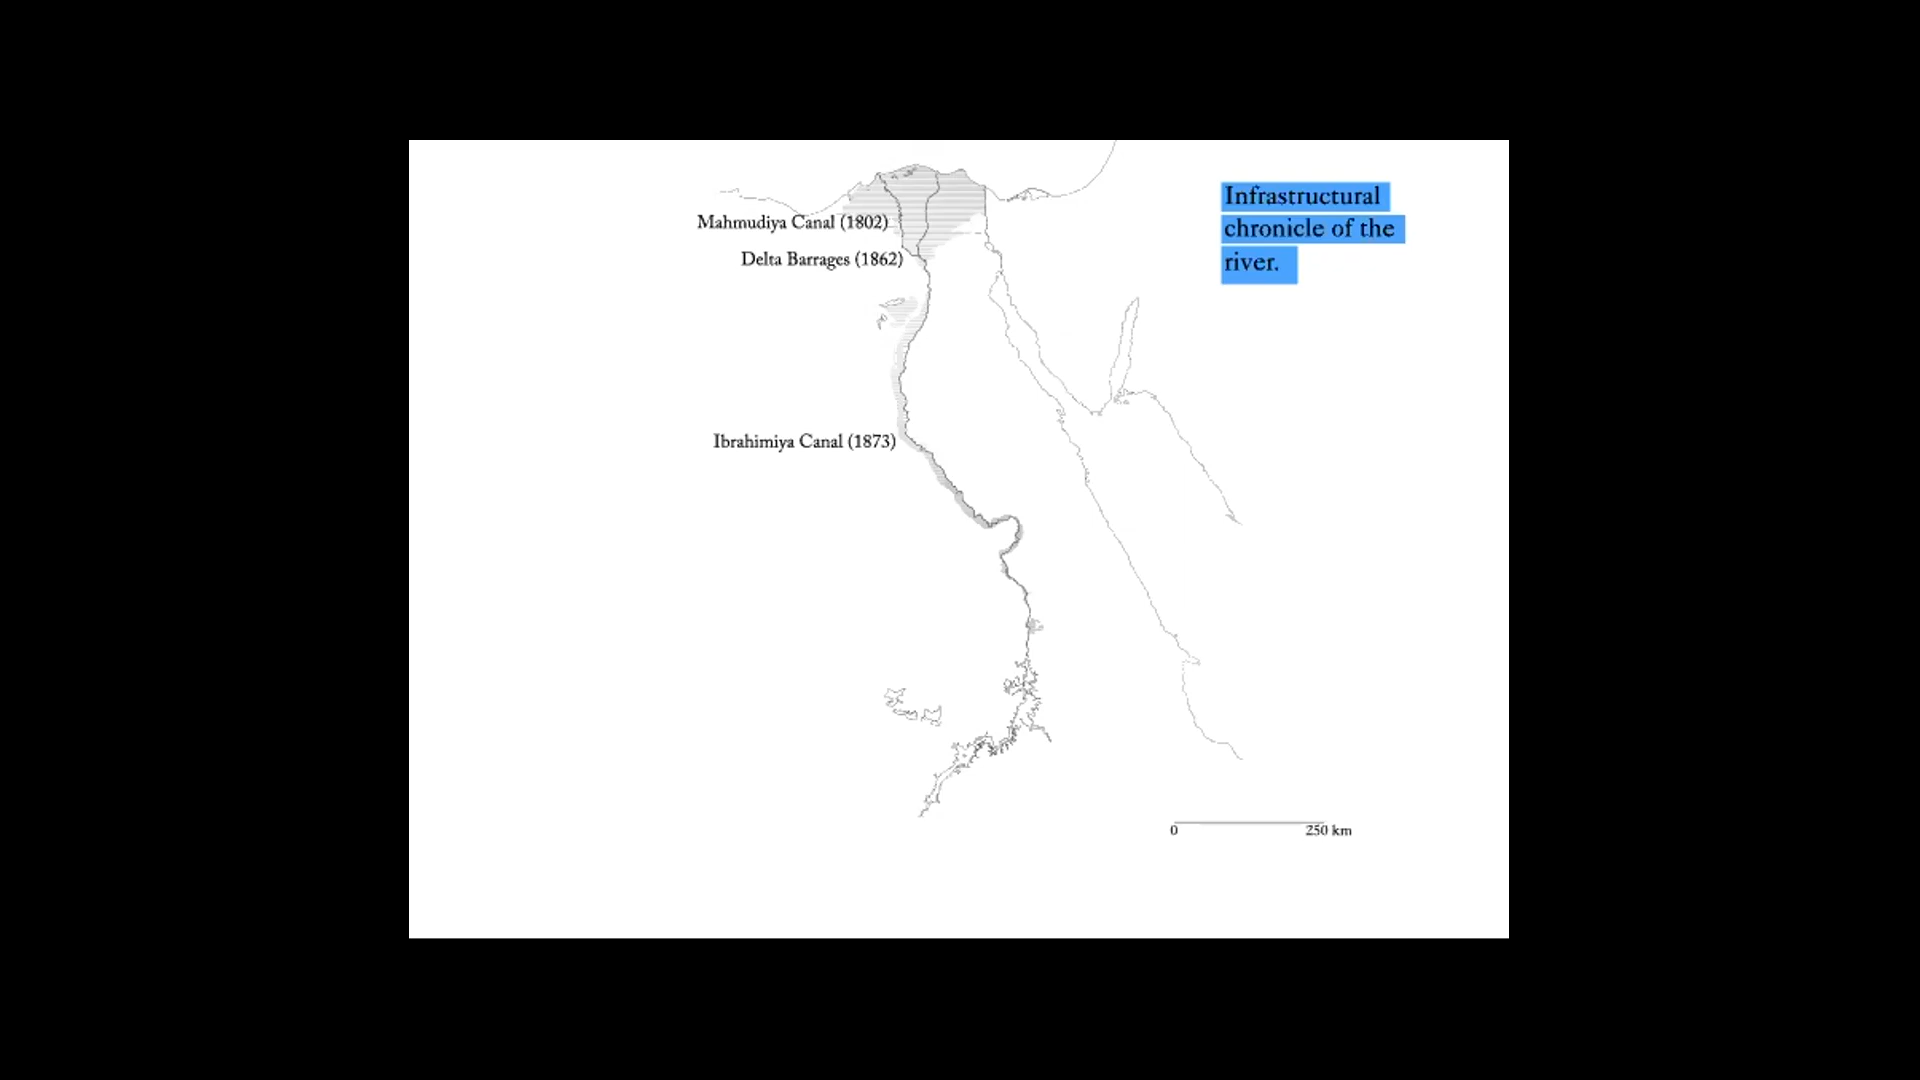 Infrastructural
chronicle of the
river.
Mahmudiya Canal (1802)
Delta Barrages (1862)
Ibrahimiya Canal (1873)
0 250 km